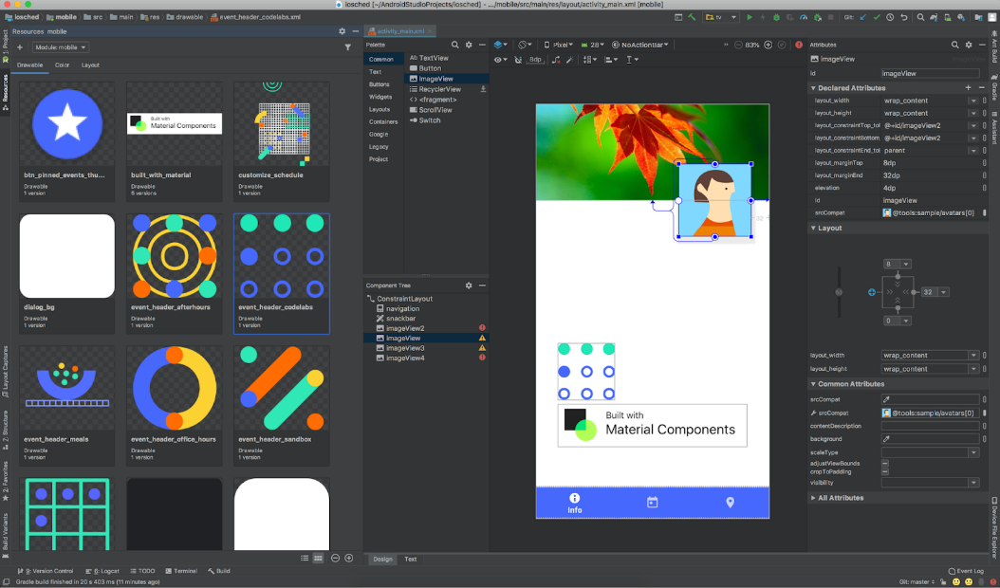 iosched [~/AndroidStudioProjects/iosched] - .../mobile/src/main/res/layout/activity_main.xml [mobile]
iosched mobile src main res drawable event_header_codelabs.xml
tv
Git:
Resources mobile
Module: mobile
Drawable Color Layout
btn_pinned_events_thu...
Drawable
1 version
built_with_material
Drawable
customize_schedule
Drawable
1 version
dialog_bg
Drawable
1 version
event_header_afterhours
Drawable
1 version
event_header_codelabs
Drawable
1 version
event_header_meals
Drawable
1 version
event_header_office_hours
Drawable
1 version
event_header_sandbox
Drawable
1 version
Built with
Material Components
1: Project
Resources
Layout Captures
Z: Structure
2: Favorites
Build Variants
activity_main.xml
Palette
Common
Text
Buttons
Widgets
Layouts
Containers
Google
Legacy
Project
Ab TextView
Button
ImageView
RecyclerView
<fragment>
ScrollView
Switch
Component Tree
ConstraintLayout
navigation
snackbar
imageView2
imageView
imageView3
imageView4
Pixel 28 NoActionBar 83%
8dp
Built with
Material Components
Info
Design Text
Attributes
ImageView
id imageView
Declared Attributes
layout_width wrap_content
layout_height wrap_content
layout_constraintTop_toB @+id/imageView2
layout_constraintBottom_ @+id/imageView2
layout_constraintEnd_toE parent
layout_marginTop 8dp
layout_marginEnd 32dp
elevation 4dp
id imageView
srcCompat @tools:sample/avatars[0]
Layout
8
32
0
layout_width wrap_content
layout_height wrap_content
Common Attributes
srcCompat
srcCompat @tools:sample/avatars[0]
contentDescription
background
scaleType
adjustViewBounds
cropToPadding
visibility
All Attributes
Ant Build
Gradle
Assistant
Device File Explorer
9: Version Control 6: Logcat TODO Terminal Build
Event Log
Gradle build finished in 20 s 403 ms (11 minutes ago)
Git: master